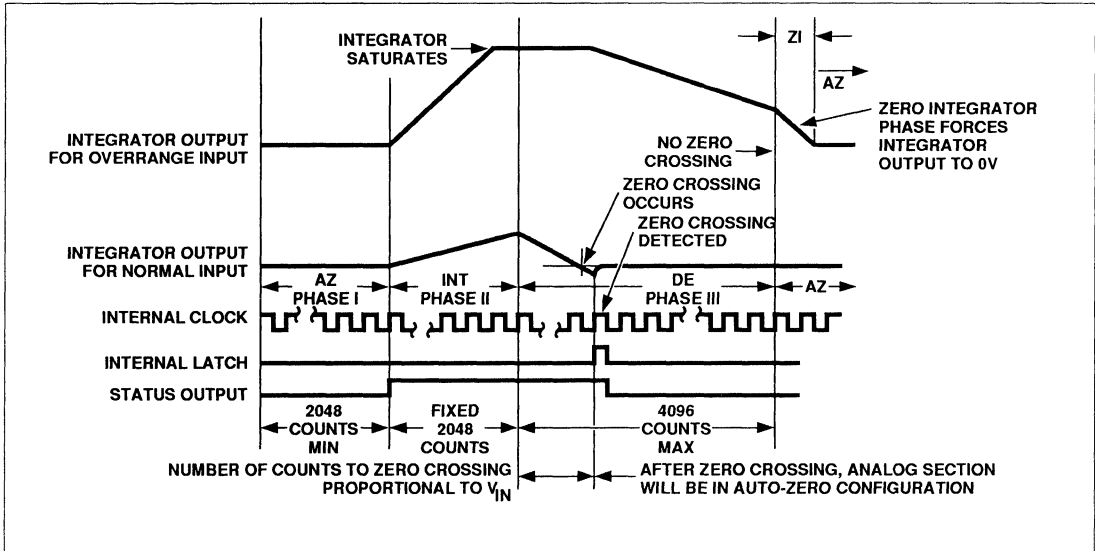 INTEGRATOR
SATURATES
ZI
AZ
ZERO INTEGRATOR
PHASE FORCES
INTEGRATOR
OUTPUT TO 0V
INTEGRATOR OUTPUT
FOR OVERRANGE INPUT
NO ZERO
CROSSING
ZERO CROSSING
OCCURS
ZERO CROSSING
DETECTED
INTEGRATOR OUTPUT
FOR NORMAL INPUT
AZ
PHASE I
INT
PHASE II
DE
PHASE III
AZ
INTERNAL CLOCK
INTERNAL LATCH
STATUS OUTPUT
2048
COUNTS
MIN
FIXED
2048
COUNTS
4096
COUNTS
MAX
NUMBER OF COUNTS TO ZERO CROSSING
PROPORTIONAL TO VIN
AFTER ZERO CROSSING, ANALOG SECTION
WILL BE IN AUTO-ZERO CONFIGURATION